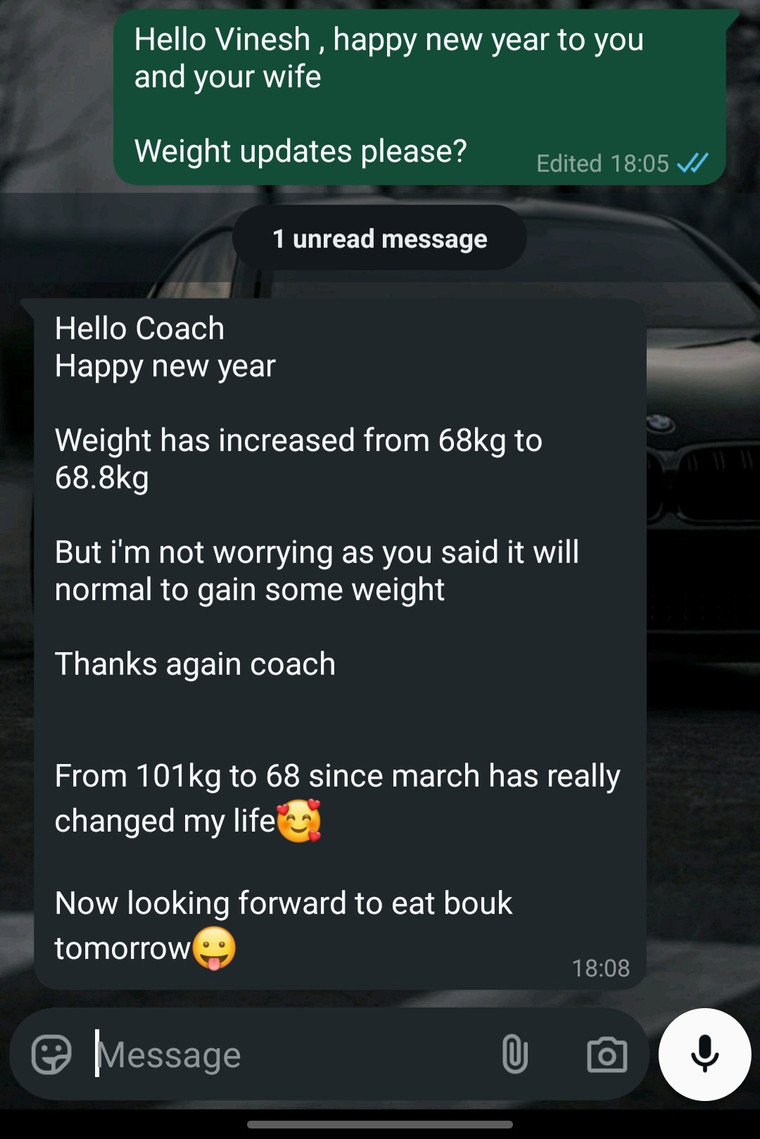 Hello Vinesh , happy new year to you
and your wife
Weight updates please?
Edited 18:05
1 unread message
Hello Coach
Happy new year
Weight has increased from 68kg to
68.8kg
But i'm not worrying as you said it will
normal to gain some weight
Thanks again coach
From 101kg to 68 since march has really
changed my life🥰
Now looking forward to eat bouk
tomorrow😛
18:08
Message